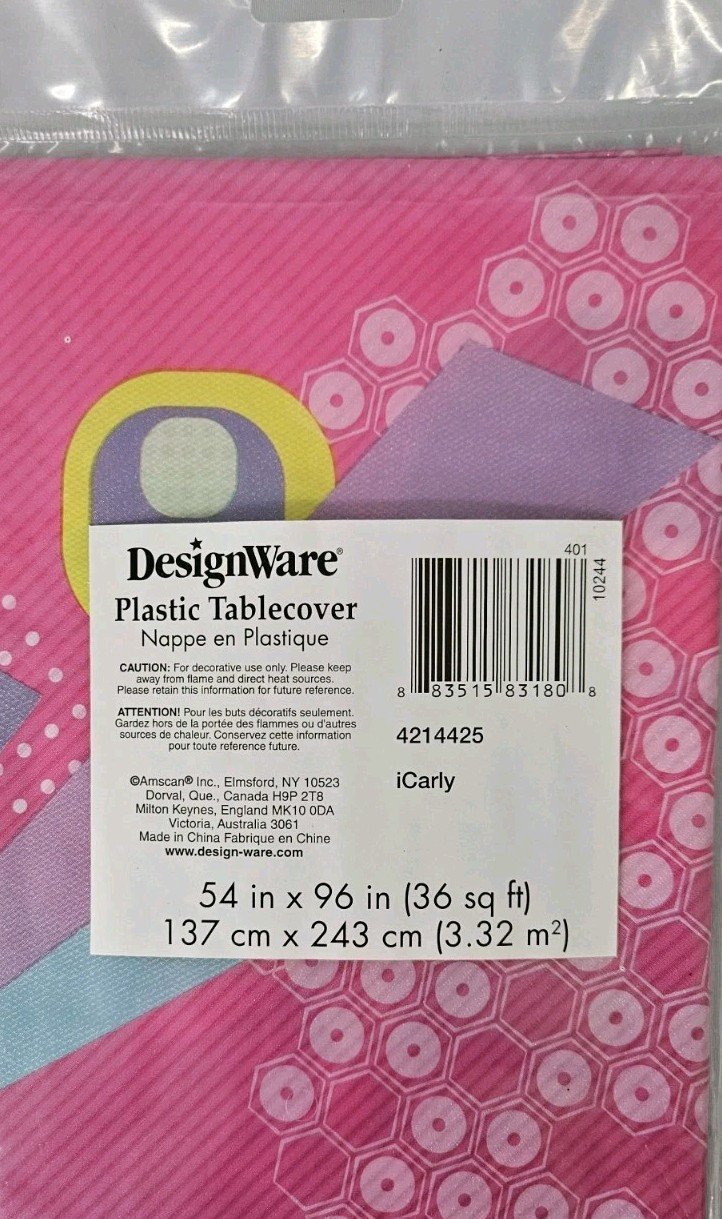 DesignWare®
Plastic Tablecover
Nappe en Plastique
CAUTION: For decorative use only. Please keep
away from flame and direct heat sources.
Please retain this information for future reference.
ATTENTION! Pour les buts décoratifs seulement.
Gardez hors de la portée des flammes ou d'autres
sources de chaleur. Conservez cette information
pour toute reference future.
©Amscan® Inc., Elmsford, NY 10523
Dorval, Que., Canada H9P 2T8
Milton Keynes, England MK10 0DA
Victoria, Australia 3061
Made in China Fabrique en Chine
www.design-ware.com
401
10244
8 83515 83180 8
4214425
iCarly
54 in x 96 in (36 sq ft)
137 cm x 243 cm (3.32 m²)